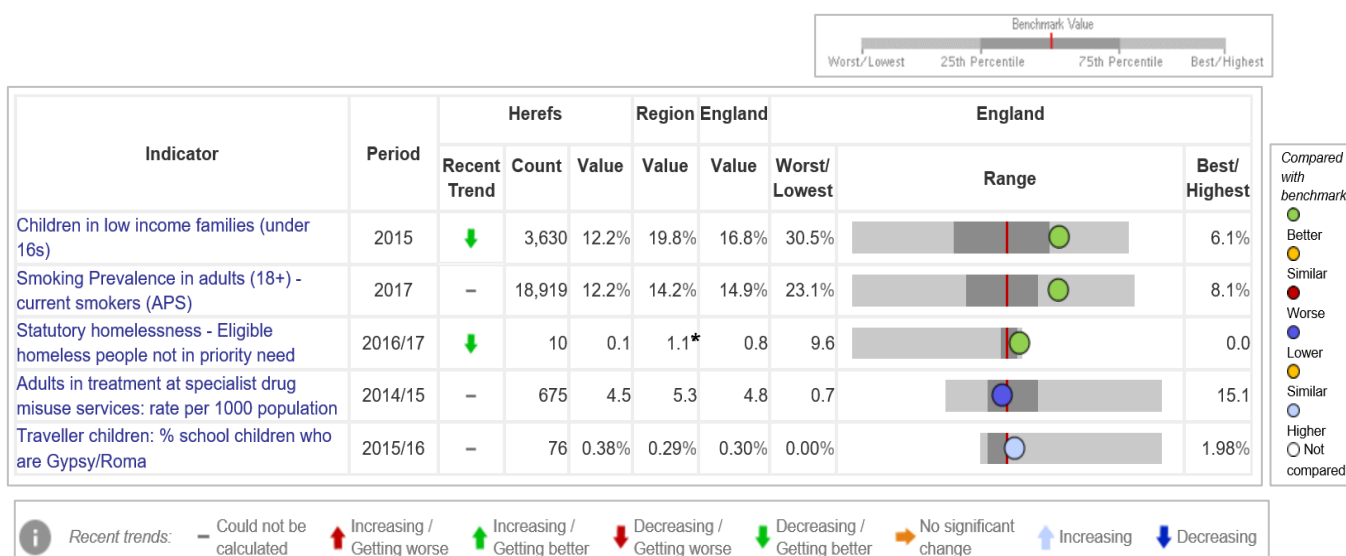 Benchmark Value
Worst/Lowest 25th Percentile 75th Percentile Best/Highest
Indicator Period Herefs Region England England
Recent Trend Count Value Value Value Worst/ Lowest Range Best/ Highest
Children in low income families (under
16s) 2015 3,630 12.2% 19.8% 16.8% 30.5% 6.1%
Smoking Prevalence in adults (18+) -
current smokers (APS) 2017 – 18,919 12.2% 14.2% 14.9% 23.1% 8.1%
Statutory homelessness - Eligible
homeless people not in priority need 2016/17 10 0.1 1.1* 0.8 9.6 0.0
Adults in treatment at specialist drug
misuse services: rate per 1000 population 2014/15 – 675 4.5 5.3 4.8 0.7 15.1
Traveller children: % school children who
are Gypsy/Roma 2015/16 – 76 0.38% 0.29% 0.30% 0.00% 1.98%
Compared
with
benchmark
Better
Similar
Worse
Lower
Similar
Higher
Not
compared
i Recent trends: – Could not be calculated Increasing / Getting worse Increasing / Getting better Decreasing / Getting worse Decreasing / Getting better No significant change Increasing Decreasing